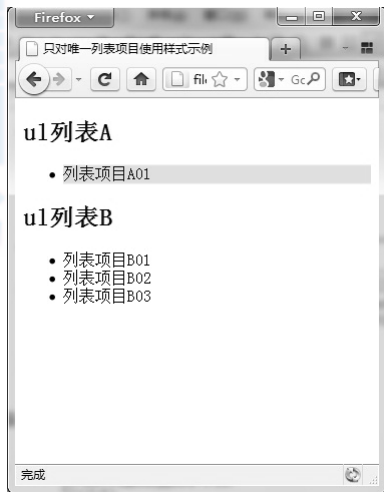 Firefox
只对唯一列表项目使用样式示例
fil
Gc
ul列表A
列表项目A01
ul列表B
列表项目B01
列表项目B02
列表项目B03
完成